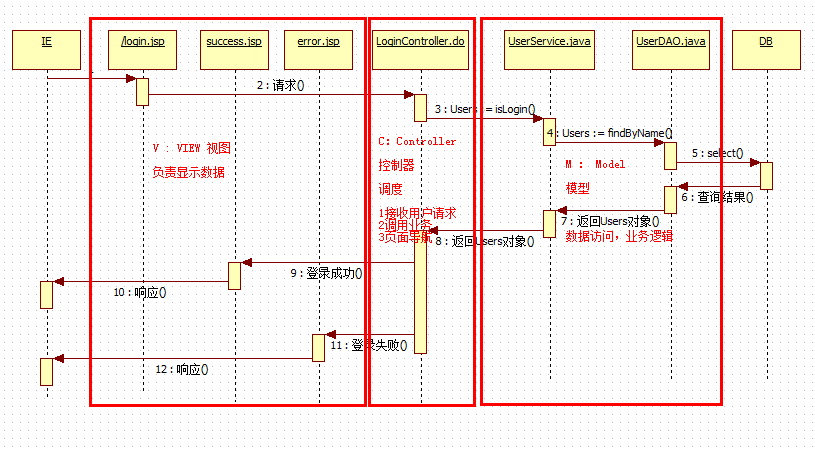 IE
/login.jsp
success.jsp
error.jsp
LoginController.do
UserService.java
UserDAO.java
DB
2 : 请求()
3 : Users := isLogin()
4 : Users := findByName()
5 : select()
6 : 查询结果()
7 : 返回Users对象()
8 : 返回Users对象()
9 : 登录成功()
10 : 响应()
11 : 登录失败()
12 : 响应()
V : VIEW 视图
负责显示数据
C: Controller
控制器
调度
1接收用户请求
2调用业务
3页面导航
M : Model
模型
数据访问，业务逻辑